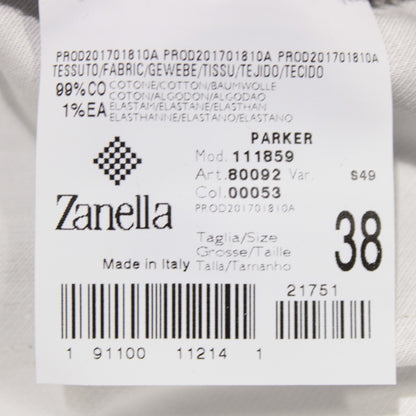 PROD201701810A PROD201701810A PROD201701810A
TESSUTO/FABRIC/GEWEBE/TISSU/TEJIDO/TECIDO
99%CO COTONE/COTTON/BAUMWOLLE
COTON/ALGODON/ALGODAO
1%EA ELASTAM/ELASTANE/ELASTHAN
ELASTHANNE/ELASTANO/ELASTANO
PARKER
Mod. 111859
Art. 80092 Var. S49
Col. 00053
PROD201701810A
Zanella
Taglia/Size
Grosse/Taille
Talla/Tamanho
38
Made in Italy
21751
1 91100 11214 1